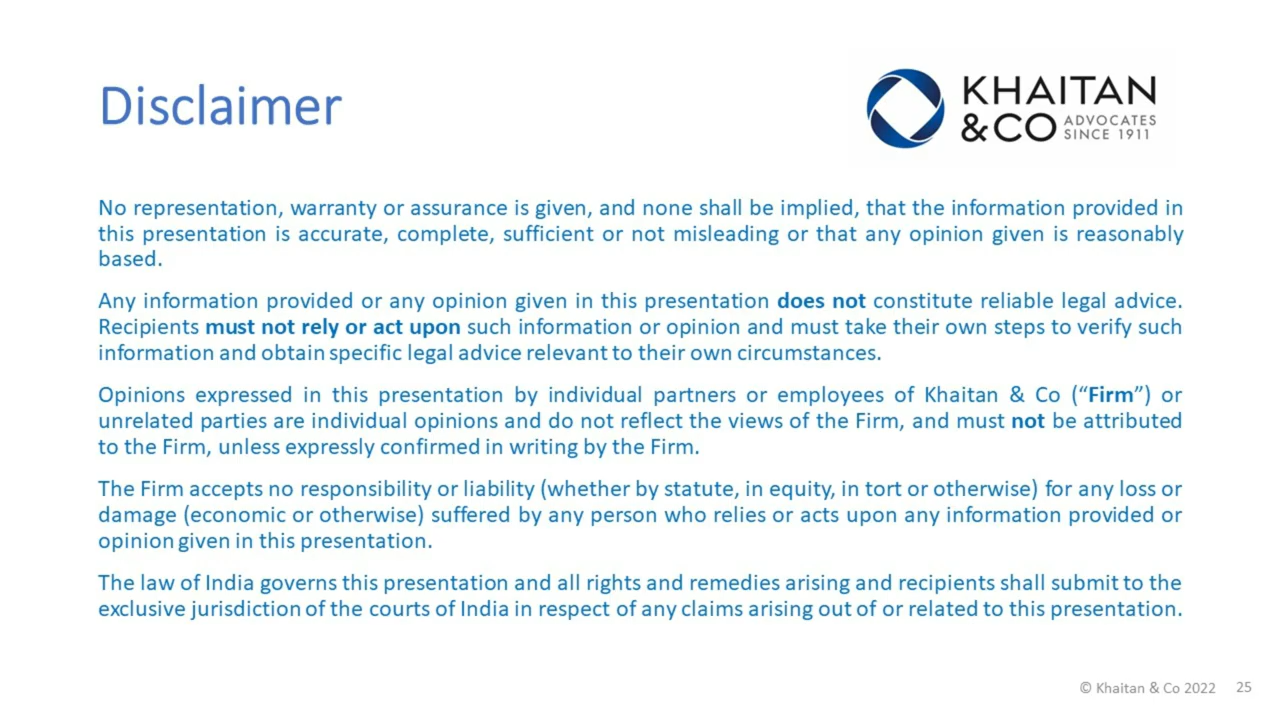 Disclaimer
KHAITAN
&CO ADVOCATES
SINCE 1911
No representation, warranty or assurance is given, and none shall be implied, that the information provided in
this presentation is accurate, complete, sufficient or not misleading or that any opinion given is reasonably
based.
Any information provided or any opinion given in this presentation does not constitute reliable legal advice.
Recipients must not rely or act upon such information or opinion and must take their own steps to verify such
information and obtain specific legal advice relevant to their own circumstances.
Opinions expressed in this presentation by individual partners or employees of Khaitan & Co (“Firm”) or
unrelated parties are individual opinions and do not reflect the views of the Firm, and must not be attributed
to the Firm, unless expressly confirmed in writing by the Firm.
The Firm accepts no responsibility or liability (whether by statute, in equity, in tort or otherwise) for any loss or
damage (economic or otherwise) suffered by any person who relies or acts upon any information provided or
opinion given in this presentation.
The law of India governs this presentation and all rights and remedies arising and recipients shall submit to the
exclusive jurisdiction of the courts of India in respect of any claims arising out of or related to this presentation.
© Khaitan & Co 2022 25